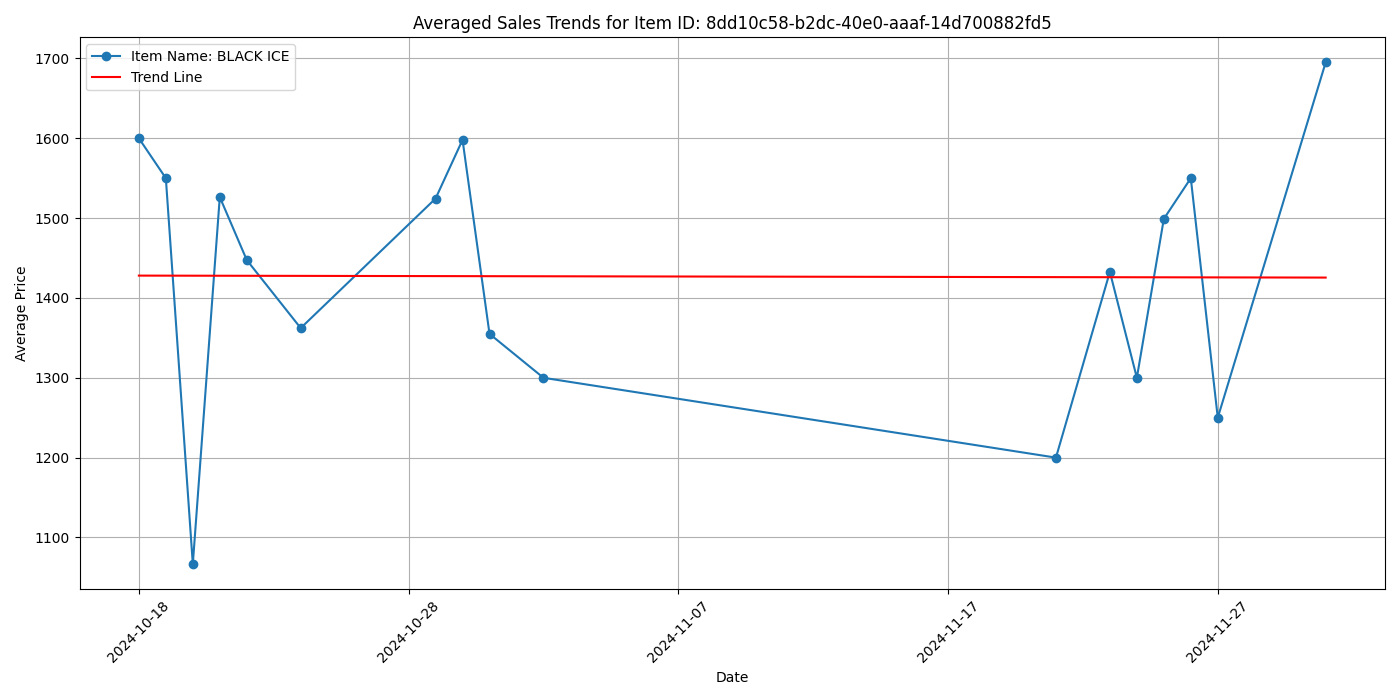 Averaged Sales Trends for Item ID: 8dd10c58-b2dc-40e0-aaaf-14d700882fd5
Item Name: BLACK ICE
Trend Line
1700
1600
1500
1400
1300
1200
1100
Average Price
2024-10-18
2024-10-28
2024-11-07
2024-11-17
2024-11-27
Date